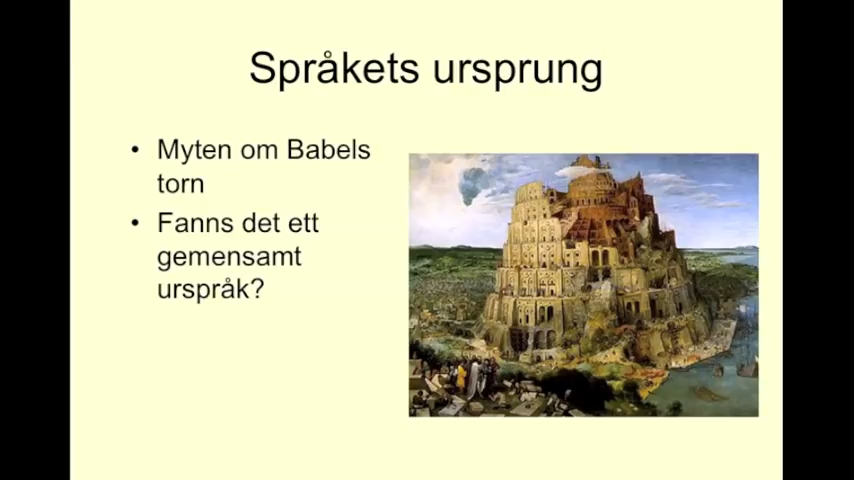 Språkets ursprung
• Myten om Babels
torn
• Fanns det ett
gemensamt
urspråk?